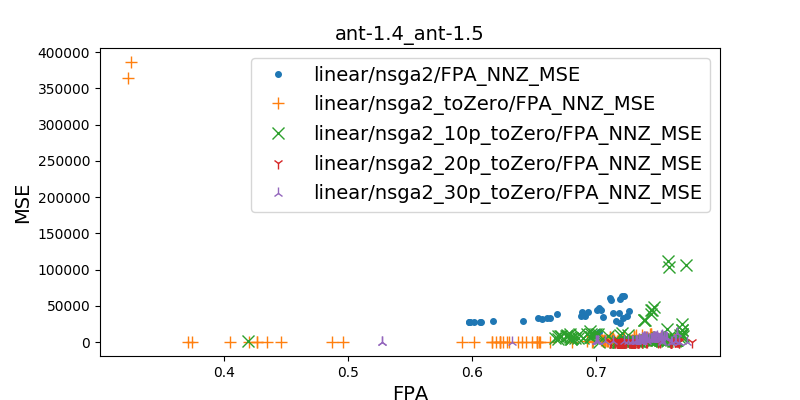 ant-1.4_ant-1.5
400000
350000
300000
250000
200000
150000
100000
50000
0
MSE
linear/nsga2/FPA_NNZ_MSE
linear/nsga2_toZero/FPA_NNZ_MSE
linear/nsga2_10p_toZero/FPA_NNZ_MSE
linear/nsga2_20p_toZero/FPA_NNZ_MSE
linear/nsga2_30p_toZero/FPA_NNZ_MSE
0.4 0.5 0.6 0.7
FPA